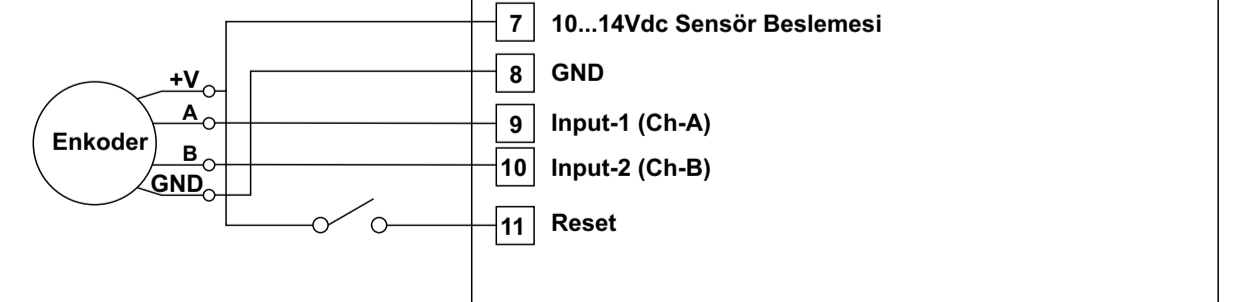 7 10...14Vdc Sensör Beslemesi
+V
8 GND
A
9 Input-1 (Ch-A)
Enkoder
B
10 Input-2 (Ch-B)
GND
11 Reset